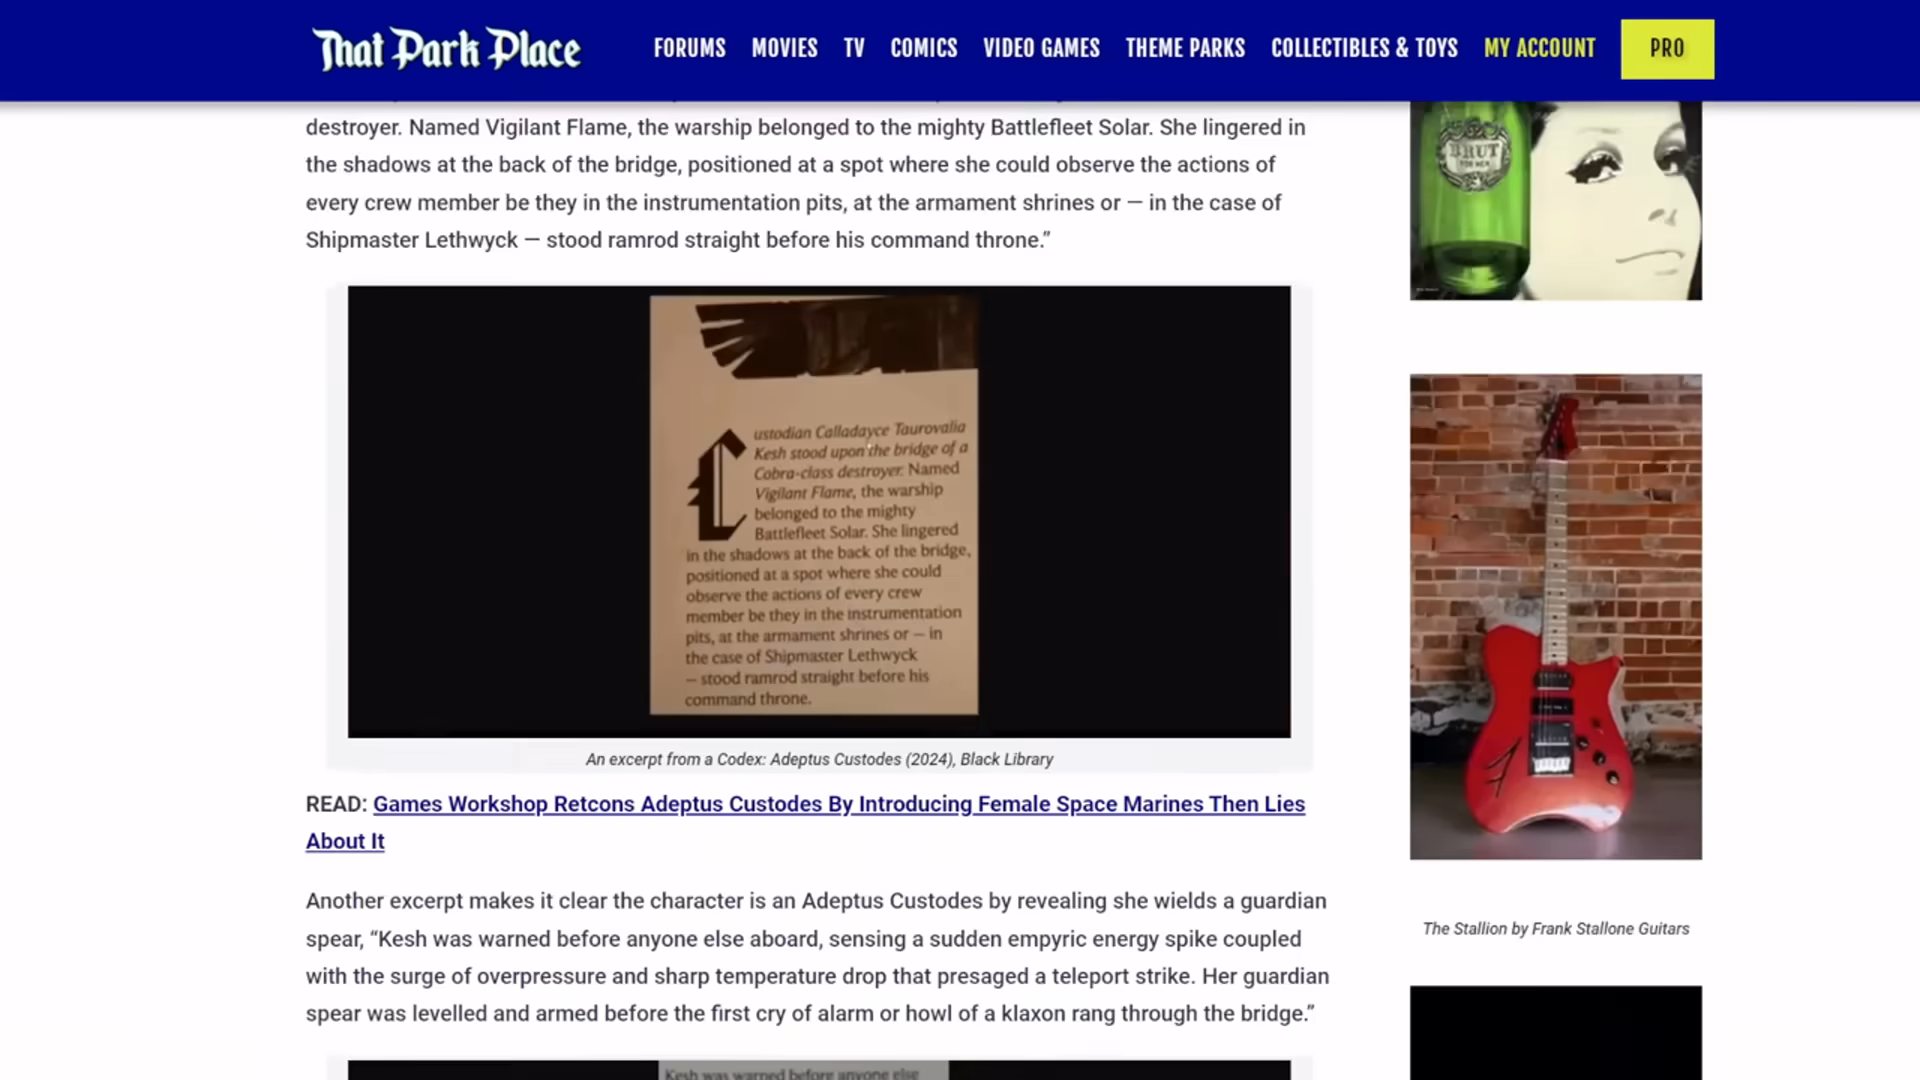 That Park Place
FORUMS MOVIES TV COMICS VIDEO GAMES THEME PARKS COLLECTIBLES & TOYS MY ACCOUNT PRO
destroyer. Named Vigilant Flame, the warship belonged to the mighty Battlefleet Solar. She lingered in
the shadows at the back of the bridge, positioned at a spot where she could observe the actions of
every crew member be they in the instrumentation pits, at the armament shrines or — in the case of
Shipmaster Lethwyck — stood ramrod straight before his command throne.”
BRUT
FOR MEN
Custodian Calladayce Taurovalia
Kesh stood upon the bridge of a
Cobra-class destroyer. Named
Vigilant Flame, the warship
belonged to the mighty
Battlefleet Solar. She lingered
in the shadows at the back of the bridge,
positioned at a spot where she could
observe the actions of every crew
member be they in the instrumentation
pits, at the armament shrines or — in
the case of Shipmaster Lethwyck
— stood ramrod straight before his
command throne.
An excerpt from a Codex: Adeptus Custodes (2024), Black Library
READ: Games Workshop Retcons Adeptus Custodes By Introducing Female Space Marines Then Lies
About It
Another excerpt makes it clear the character is an Adeptus Custodes by revealing she wields a guardian
spear, “Kesh was warned before anyone else aboard, sensing a sudden empyric energy spike coupled
with the surge of overpressure and sharp temperature drop that presaged a teleport strike. Her guardian
spear was levelled and armed before the first cry of alarm or howl of a klaxon rang through the bridge.”
The Stallion by Frank Stallone Guitars
Kesh was warned before anyone else